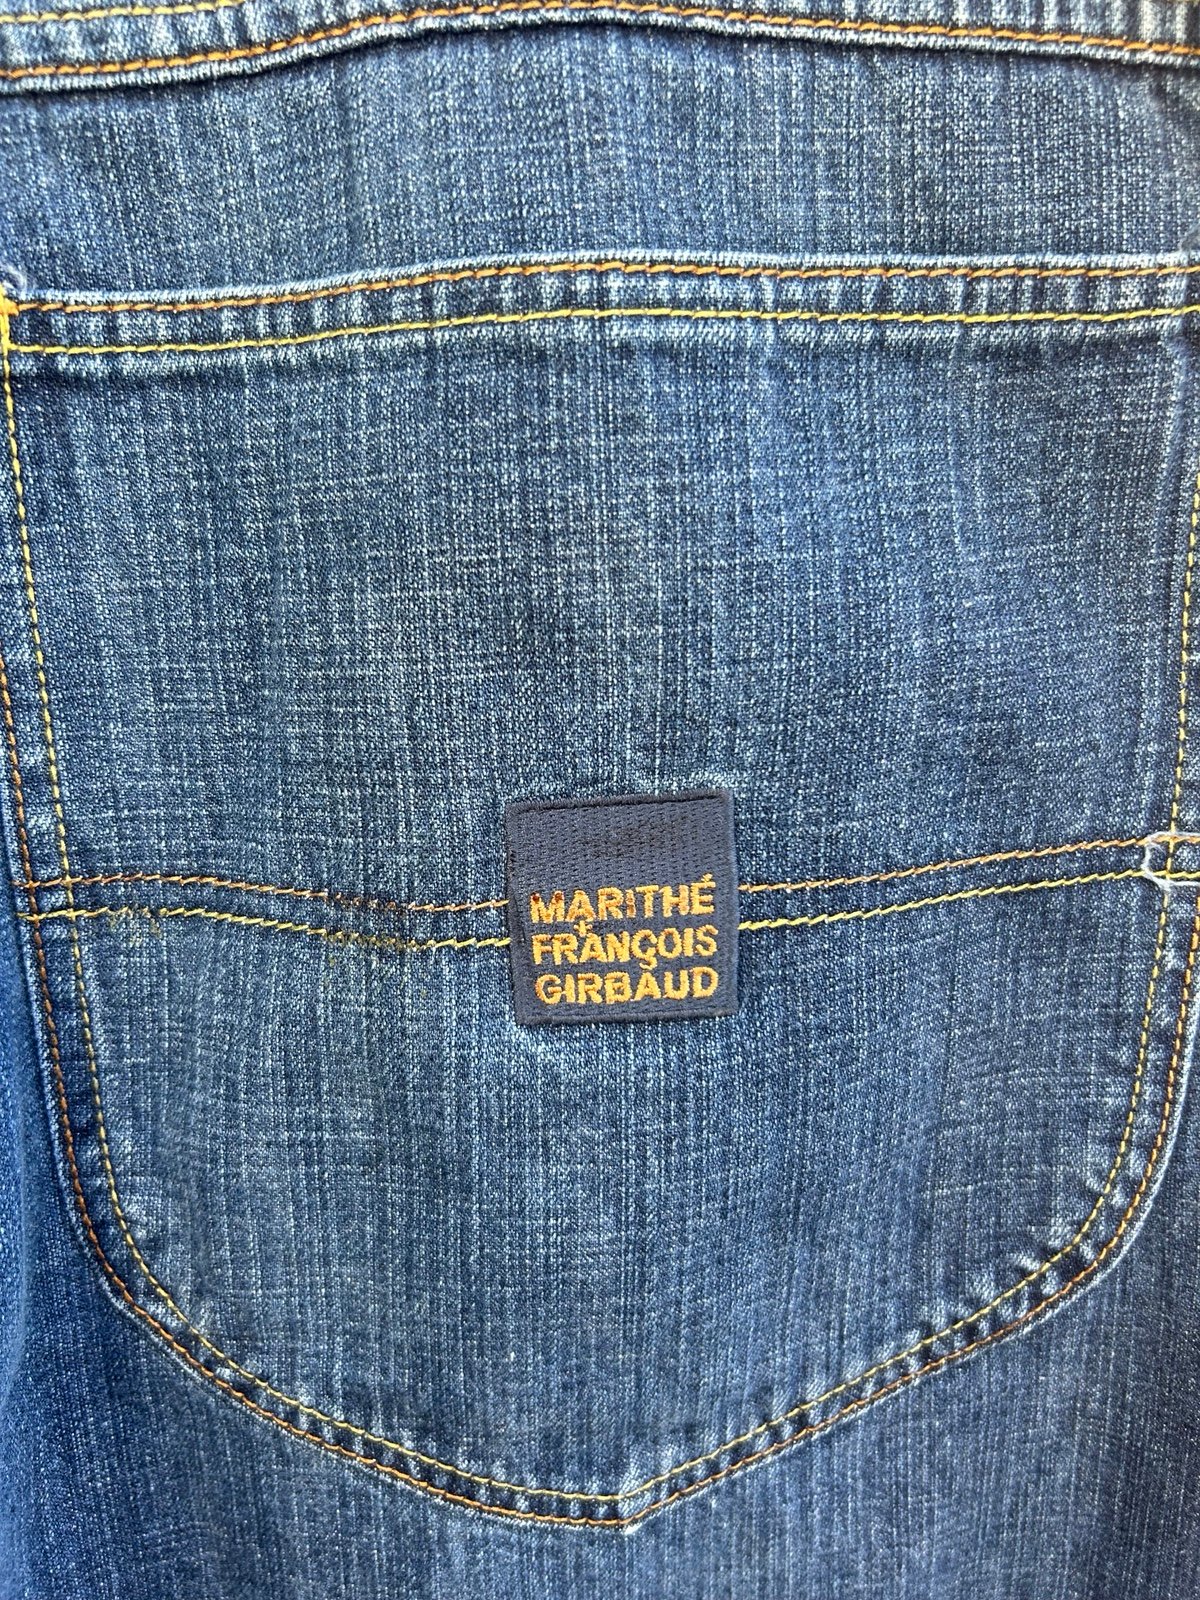 MARITHÉ
+
FRANÇOIS
GIRBAUD